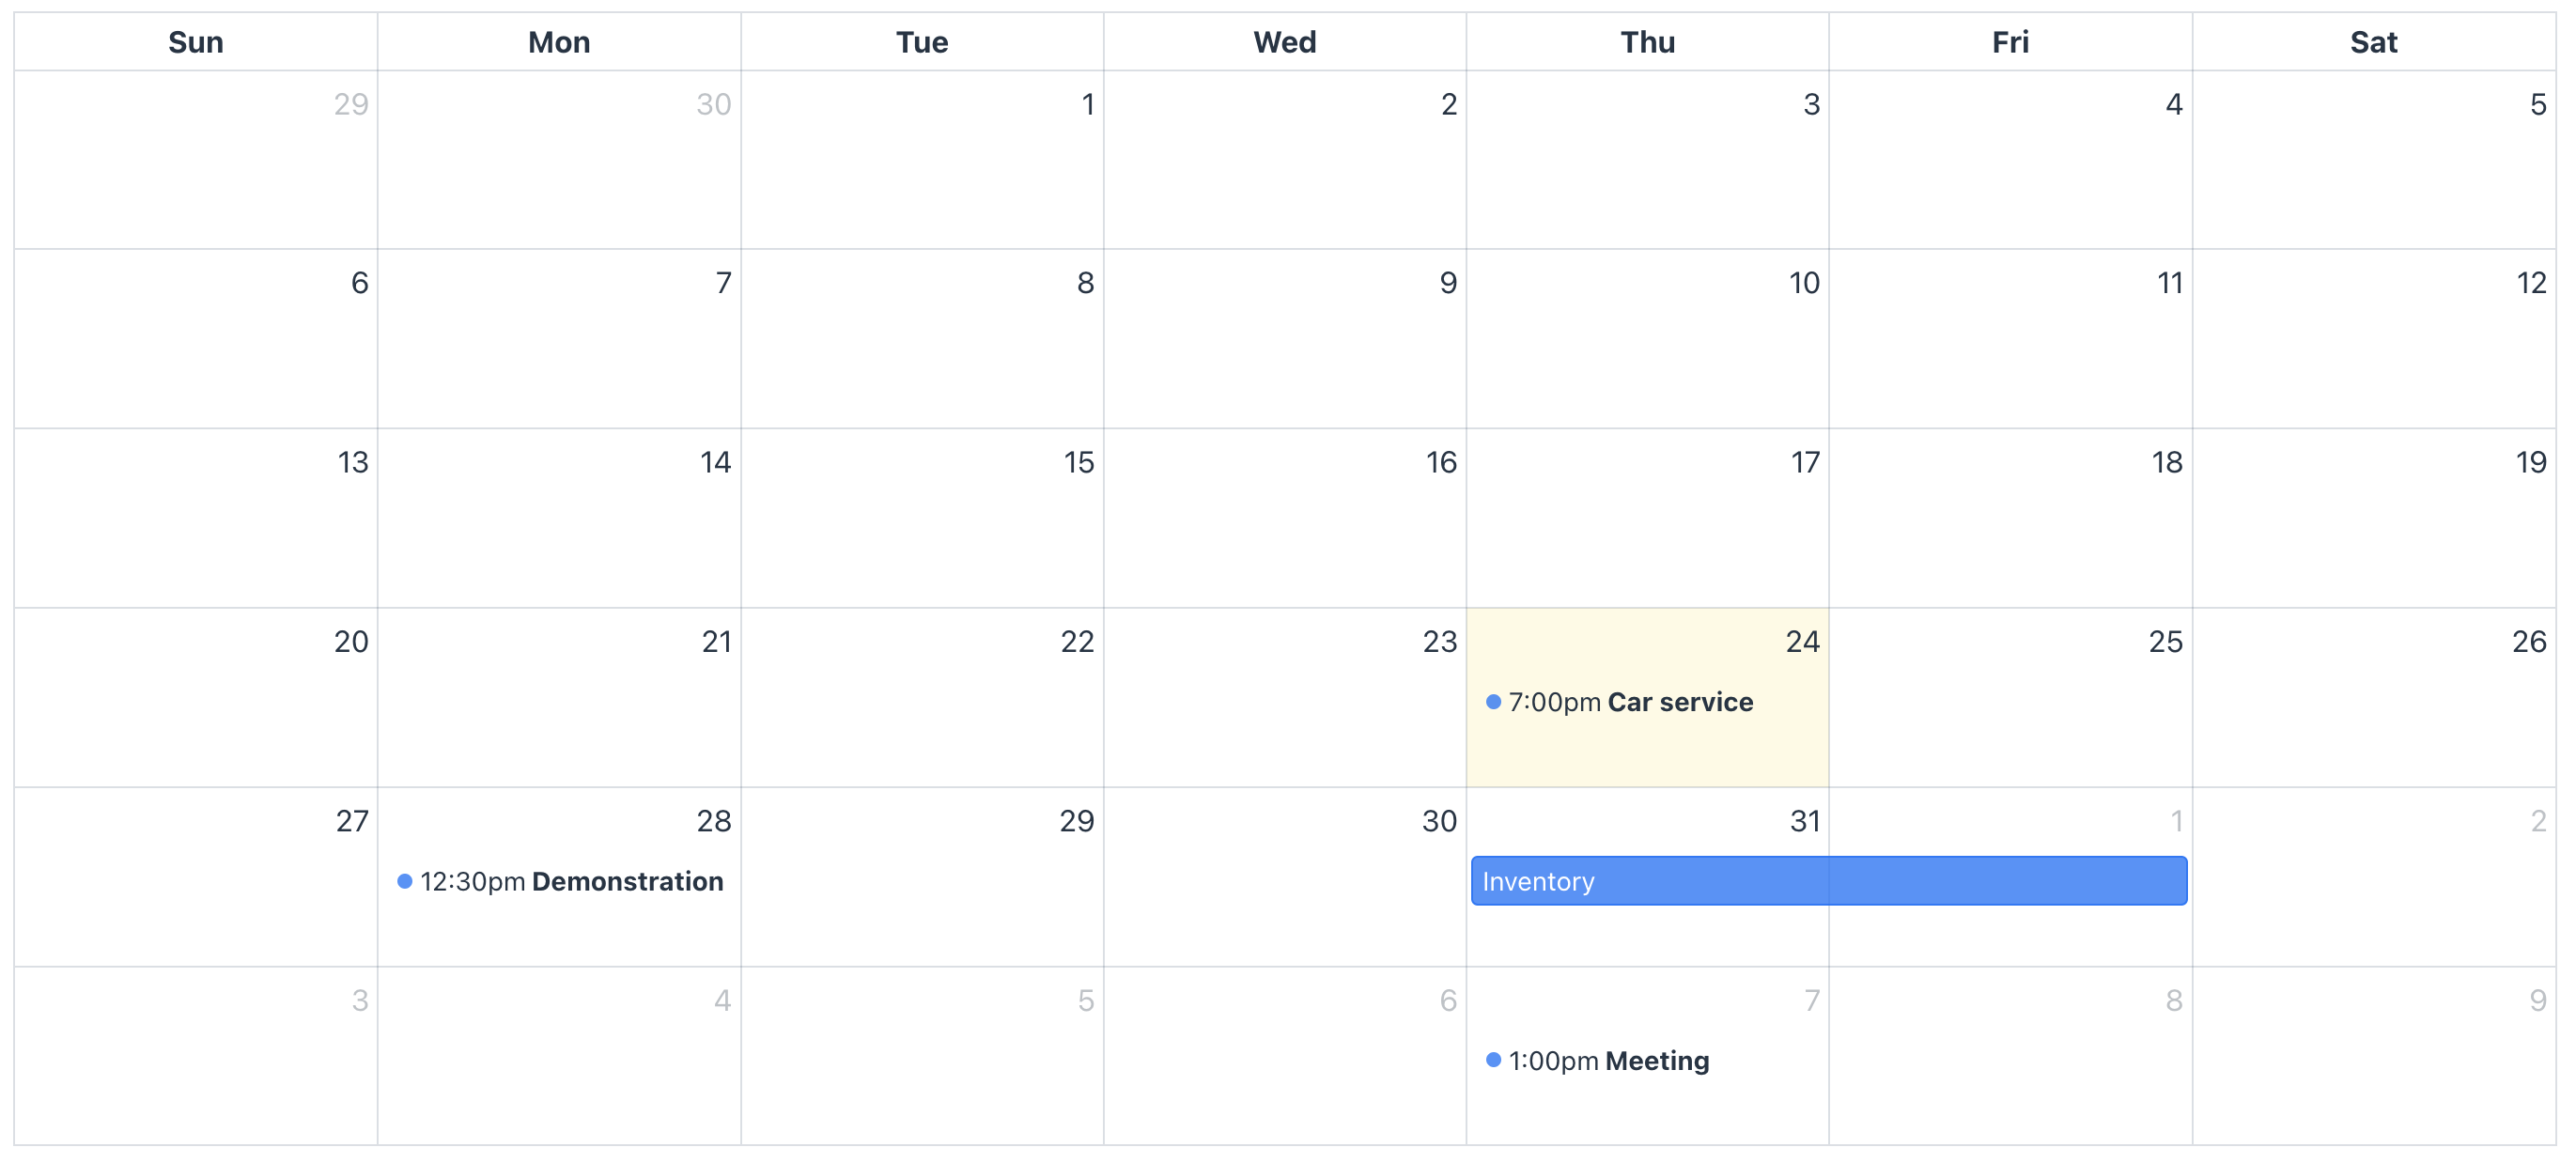 Sun Mon Tue Wed Thu Fri Sat
29 30 1 2 3 4 5
6 7 8 9 10 11 12
13 14 15 16 17 18 19
20 21 22 23 24 25 26
7:00pm Car service
27 28 29 30 31 1 2
12:30pm Demonstration Inventory
3 4 5 6 7 8 9
1:00pm Meeting